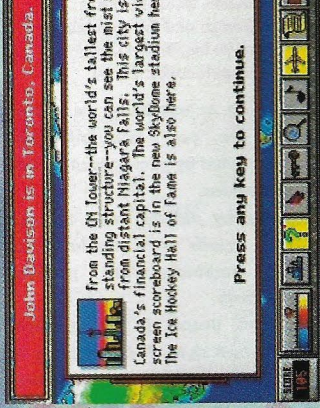 John Davison is in Toronto, Canada.
From the CN Tower--the world's tallest fre
standing structure--you can see the mist
from distant Niagara Falls. This city is
Canada's financial capital. The world's largest vid
screen scoreboard is in the new SkyDome stadium he
The Ice Hockey Hall of Fame is also here.
Press any key to continue.
SCORE
105